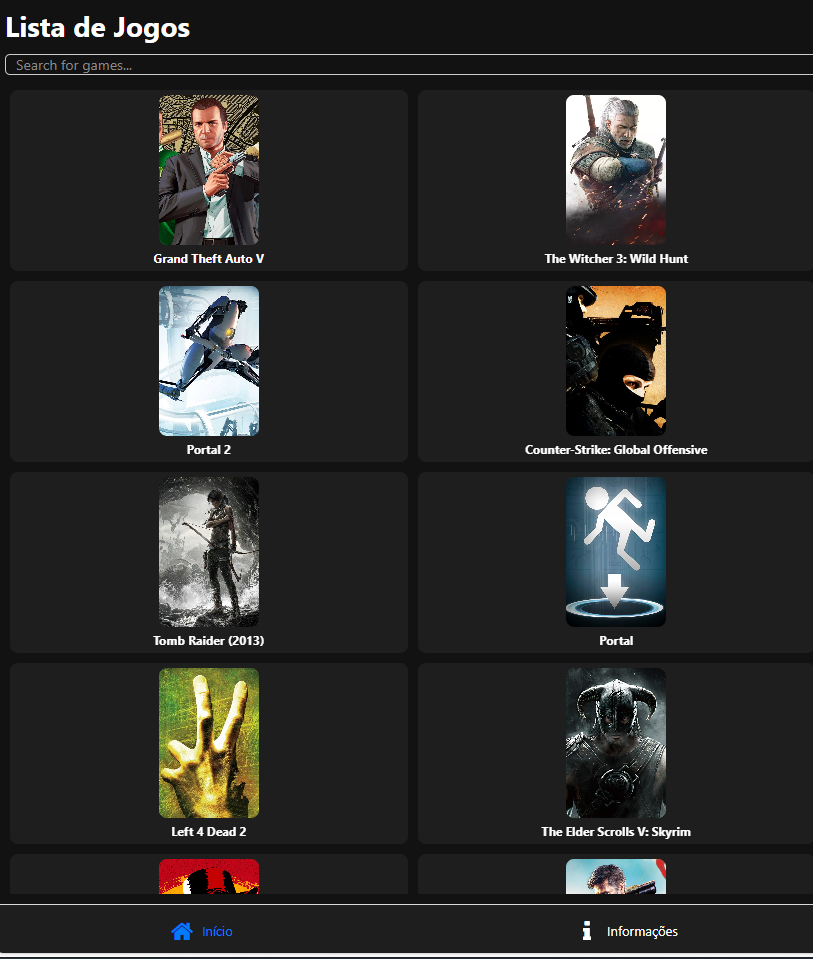 Lista de Jogos
Search for games...
Grand Theft Auto V
The Witcher 3: Wild Hunt
Portal 2
Counter-Strike: Global Offensive
Tomb Raider (2013)
Portal
Left 4 Dead 2
The Elder Scrolls V: Skyrim
Início
Informações